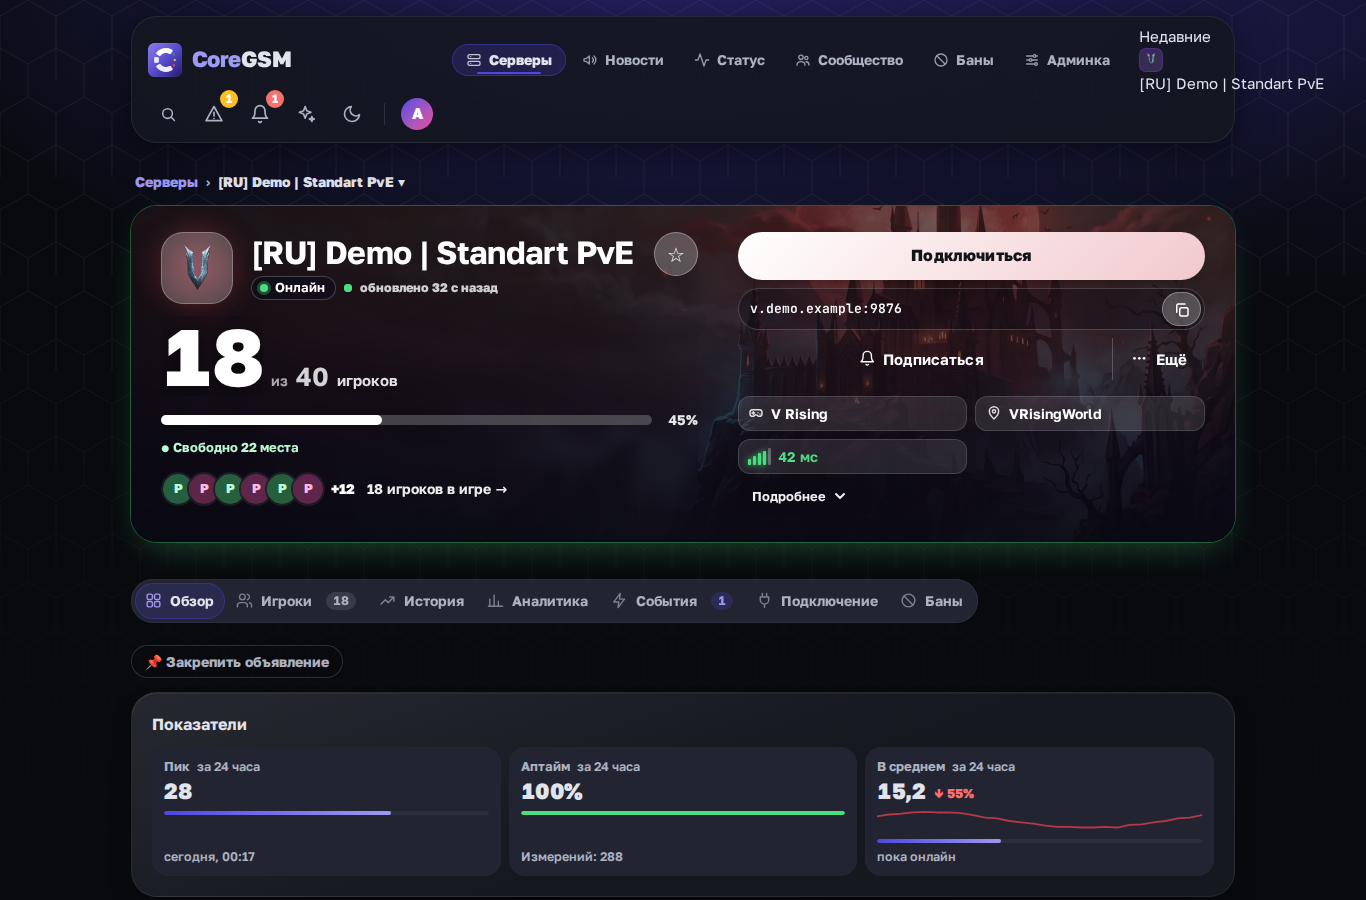 CoreGSM
Серверы
Новости
Статус
Сообщество
Баны
Админка
Недавние
[RU] Demo | Standart PvE
1
1
A
Серверы › [RU] Demo | Standart PvE ▾
[RU] Demo | Standart PvE
Онлайн
обновлено 32 с назад
18 из 40 игроков
45%
Свободно 22 места
P P P P P P +12 18 игроков в игре →
Подключиться
v.demo.example:9876
Подписаться
Ещё
V Rising
VRisingWorld
42 мс
Подробнее
Обзор
Игроки 18
История
Аналитика
События 1
Подключение
Баны
📌 Закрепить объявление
Показатели
Пик за 24 часа
28
сегодня, 00:17
Аптайм за 24 часа
100%
Измерений: 288
В среднем за 24 часа
15,2 ↓ 55%
пока онлайн